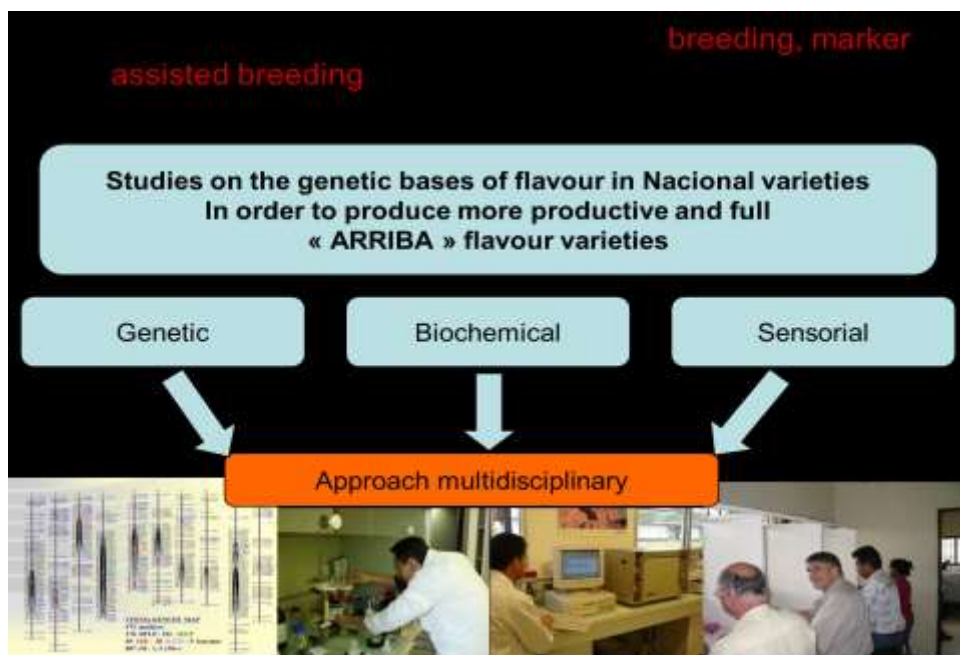 breeding, marker
assisted breeding
Studies on the genetic bases of flavour in Nacional varieties
In order to produce more productive and full
« ARRIBA » flavour varieties
Genetic
Biochemical
Sensorial
Approach multidisciplinary